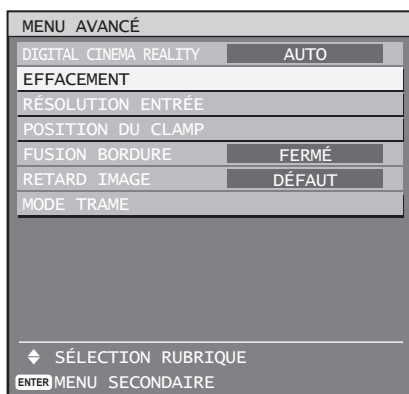 MENU AVANCÉ
DIGITAL CINEMA REALITY AUTO
EFFACEMENT
RÉSOLUTION ENTRÉE
POSITION DU CLAMP
FUSION BORDURE FERMÉ
RETARD IMAGE DÉFAUT
MODE TRAME
SÉLECTION RUBRIQUE
ENTER MENU SECONDAIRE